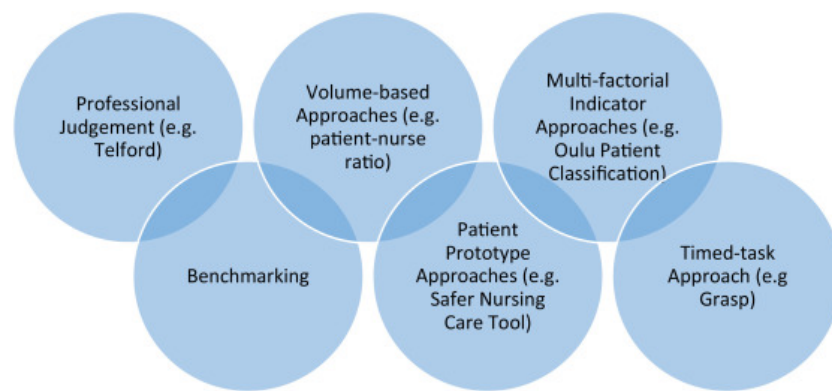 Professional
Judgement (e.g.
Telford)
Volume-based
Approaches (e.g.
patient-nurse
ratio)
Multi-factorial
Indicator
Approaches (e.g.
Oulu Patient
Classification)
Benchmarking
Patient
Prototype
Approaches (e.g.
Safer Nursing
Care Tool)
Timed-task
Approach (e.g
Grasp)